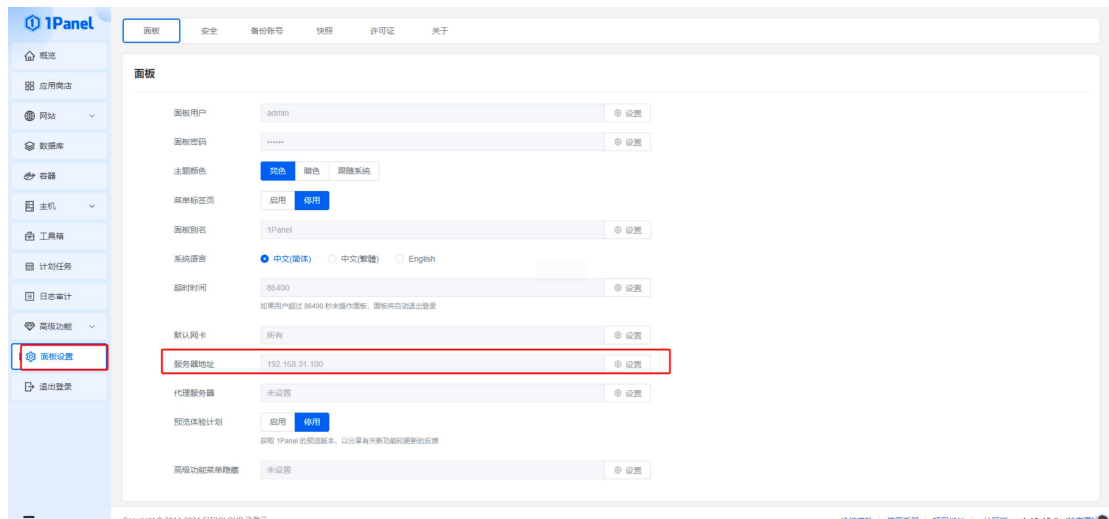 1Panel
概览
应用商店
网站
数据库
容器
主机
工具箱
计划任务
日志审计
高级功能
面板设置
退出登录
面板 安全 备份账号 快照 许可证 关于
面板
面板用户 admin 设置
面板密码 ...... 设置
主题颜色 亮色 暗色 跟随系统
菜单标签页 启用 停用
面板别名 1Panel 设置
系统语言 中文(简体) 中文(繁體) English
超时时间 86400 设置
如果用户超过 86400 秒未操作面板，面板将自动退出登录
默认网卡 所有 设置
服务器地址 192.168.31.100 设置
代理服务器 未设置 设置
预览体验计划 启用 停用
获取 1Panel 的预览版本，以分享有关新功能和更新的反馈
高级功能菜单隐藏 未设置 设置